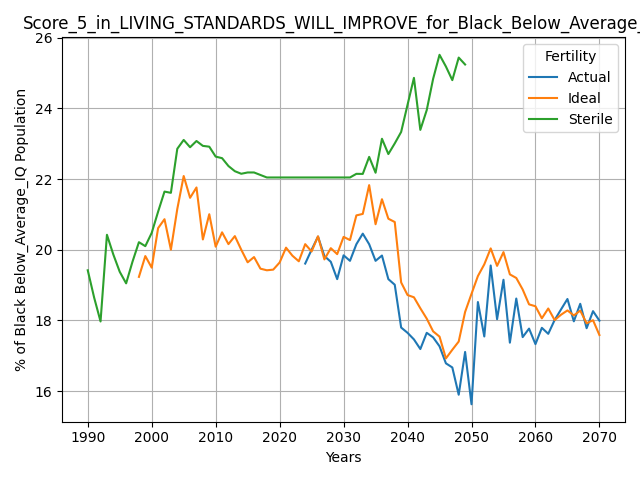 Score_5_in_LIVING_STANDARDS_WILL_IMPROVE_for_Black_Below_Average_
% of Black Below_Average_IQ Population
26
24
22
20
18
16
Fertility
Actual
Ideal
Sterile
1990 2000 2010 2020 2030 2040 2050 2060 2070
Years